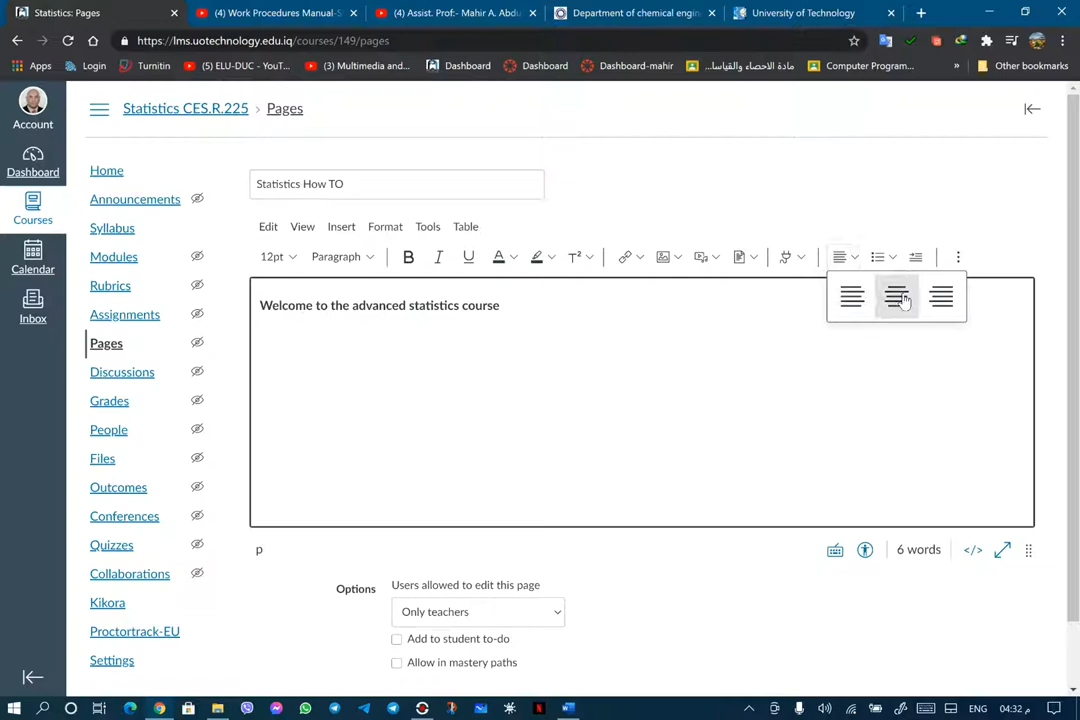 Statistics: Pages
(4) Work Procedures Manual-S
(4) Assist. Prof:- Mahir A. Abdu
Department of chemical engin
University of Technology
https://lms.uotechnology.edu.iq/courses/149/pages
Apps
Login
Turnitin
(5) ELU-DUC - YouT...
(3) Multimedia and...
Dashboard
Dashboard
Dashboard-mahir
مادة الاحصاء والقياسا...
Computer Program...
»
Other bookmarks
Account
Dashboard
Courses
Calendar
Inbox
Statistics CES.R.225 › Pages
Home
Announcements
Syllabus
Modules
Rubrics
Assignments
Pages
Discussions
Grades
People
Files
Outcomes
Conferences
Quizzes
Collaborations
Kikora
Proctortrack-EU
Settings
Statistics How TO
Edit View Insert Format Tools Table
12pt Paragraph B I U A T²
Welcome to the advanced statistics course
p
6 words </>
Options
Users allowed to edit this page
Only teachers
Add to student to-do
Allow in mastery paths
ENG 04:32 م